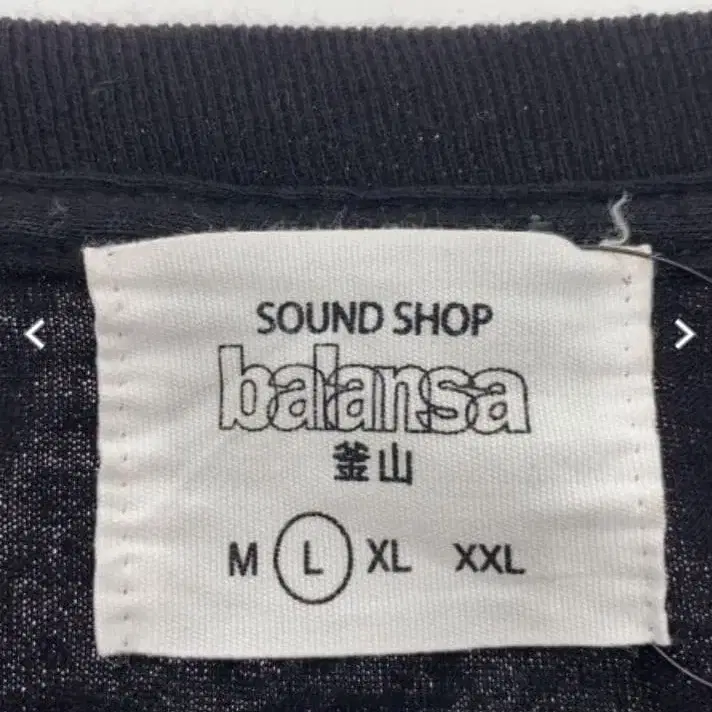 SOUND SHOP
balansa
釜山
M L XL XXL